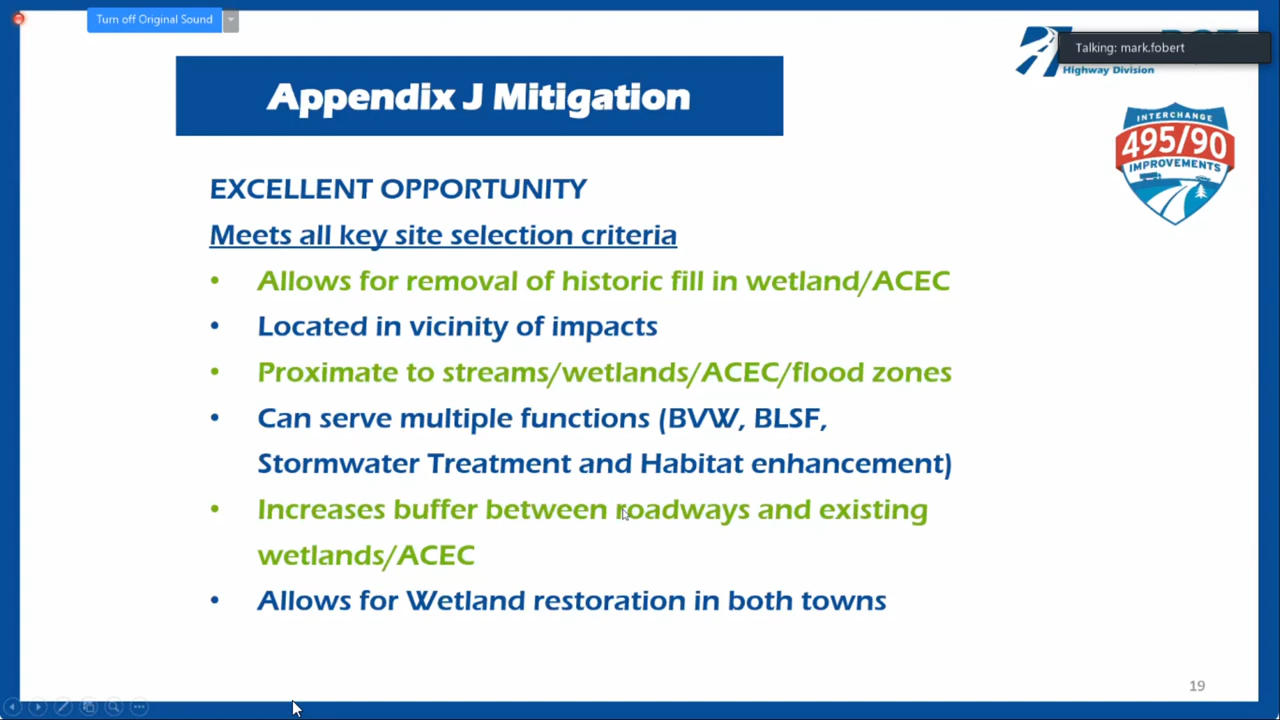 Turn off Original Sound
Talking: mark.fobert
Highway Division
Appendix J Mitigation
INTERCHANGE
495/90
IMPROVEMENTS
EXCELLENT OPPORTUNITY
Meets all key site selection criteria
• Allows for removal of historic fill in wetland/ACEC
• Located in vicinity of impacts
• Proximate to streams/wetlands/ACEC/flood zones
• Can serve multiple functions (BVW, BLSF,
Stormwater Treatment and Habitat enhancement)
• Increases buffer between roadways and existing
wetlands/ACEC
• Allows for Wetland restoration in both towns
19